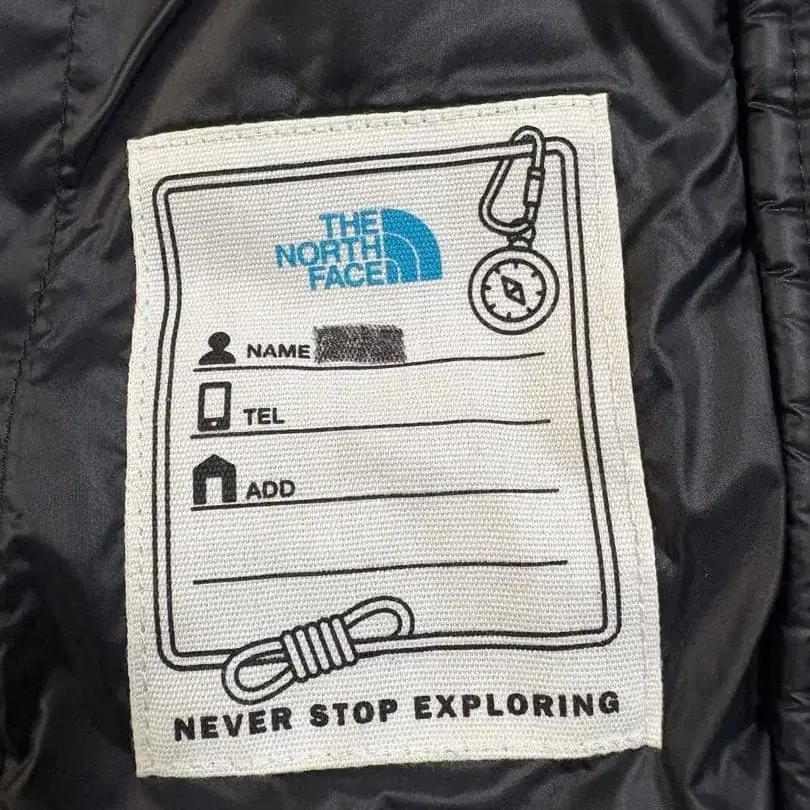 THE
NORTH
FACE
NAME
TEL
ADD
NEVER STOP EXPLORING